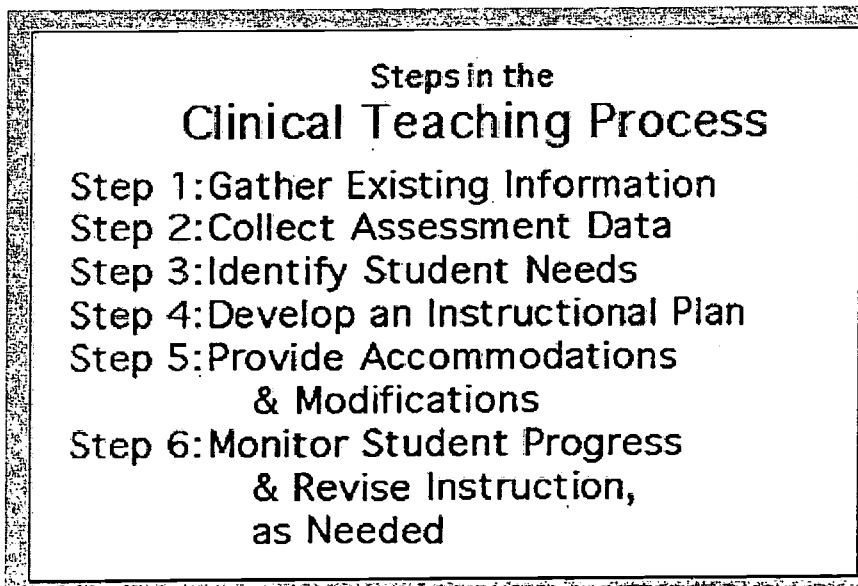 Steps in the
Clinical Teaching Process
Step 1:Gather Existing Information
Step 2:Collect Assessment Data
Step 3:Identify Student Needs
Step 4:Develop an Instructional Plan
Step 5:Provide Accommodations
& Modifications
Step 6:Monitor Student Progress
& Revise Instruction,
as Needed